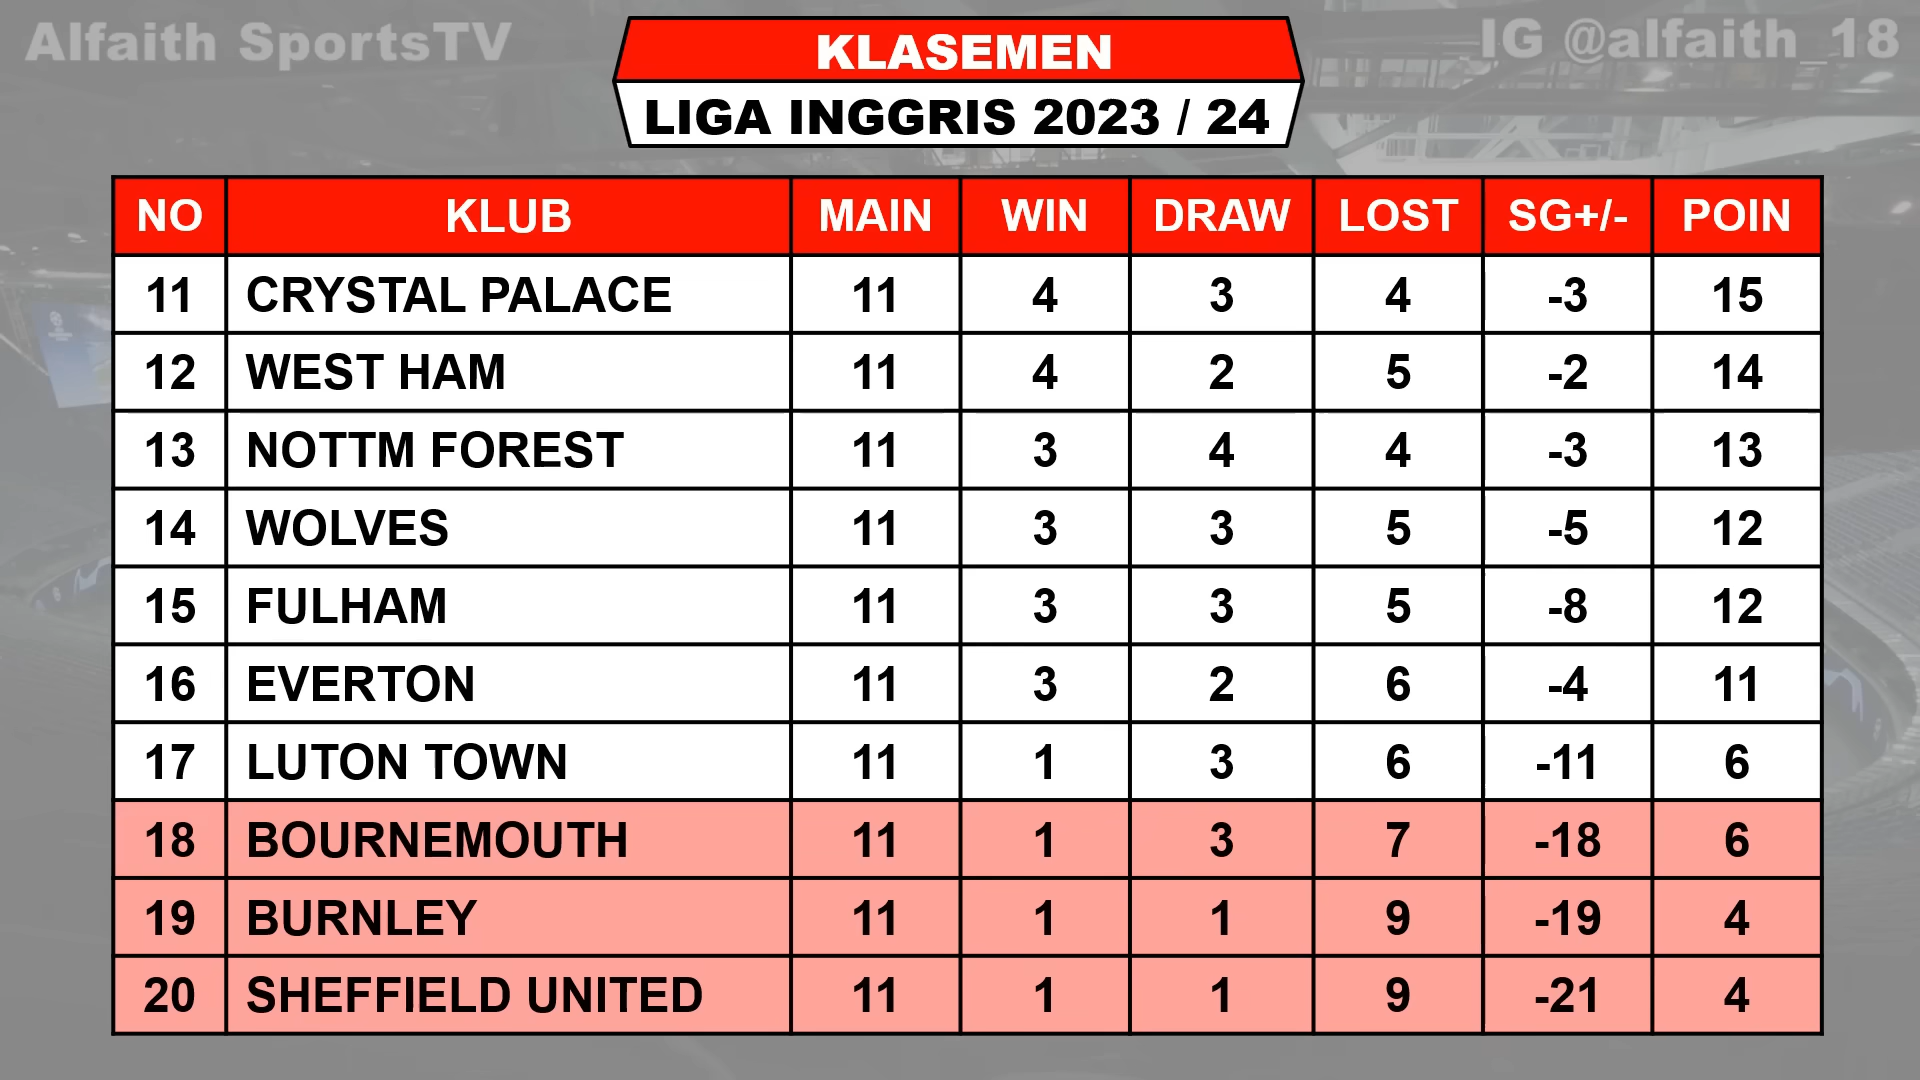 Alfaith SportsTV
IG @alfaith_18
KLASEMEN
LIGA INGGRIS 2023 / 24
NO KLUB MAIN WIN DRAW LOST SG+/- POIN
11 CRYSTAL PALACE 11 4 3 4 -3 15
12 WEST HAM 11 4 2 5 -2 14
13 NOTTM FOREST 11 3 4 4 -3 13
14 WOLVES 11 3 3 5 -5 12
15 FULHAM 11 3 3 5 -8 12
16 EVERTON 11 3 2 6 -4 11
17 LUTON TOWN 11 1 3 6 -11 6
18 BOURNEMOUTH 11 1 3 7 -18 6
19 BURNLEY 11 1 1 9 -19 4
20 SHEFFIELD UNITED 11 1 1 9 -21 4